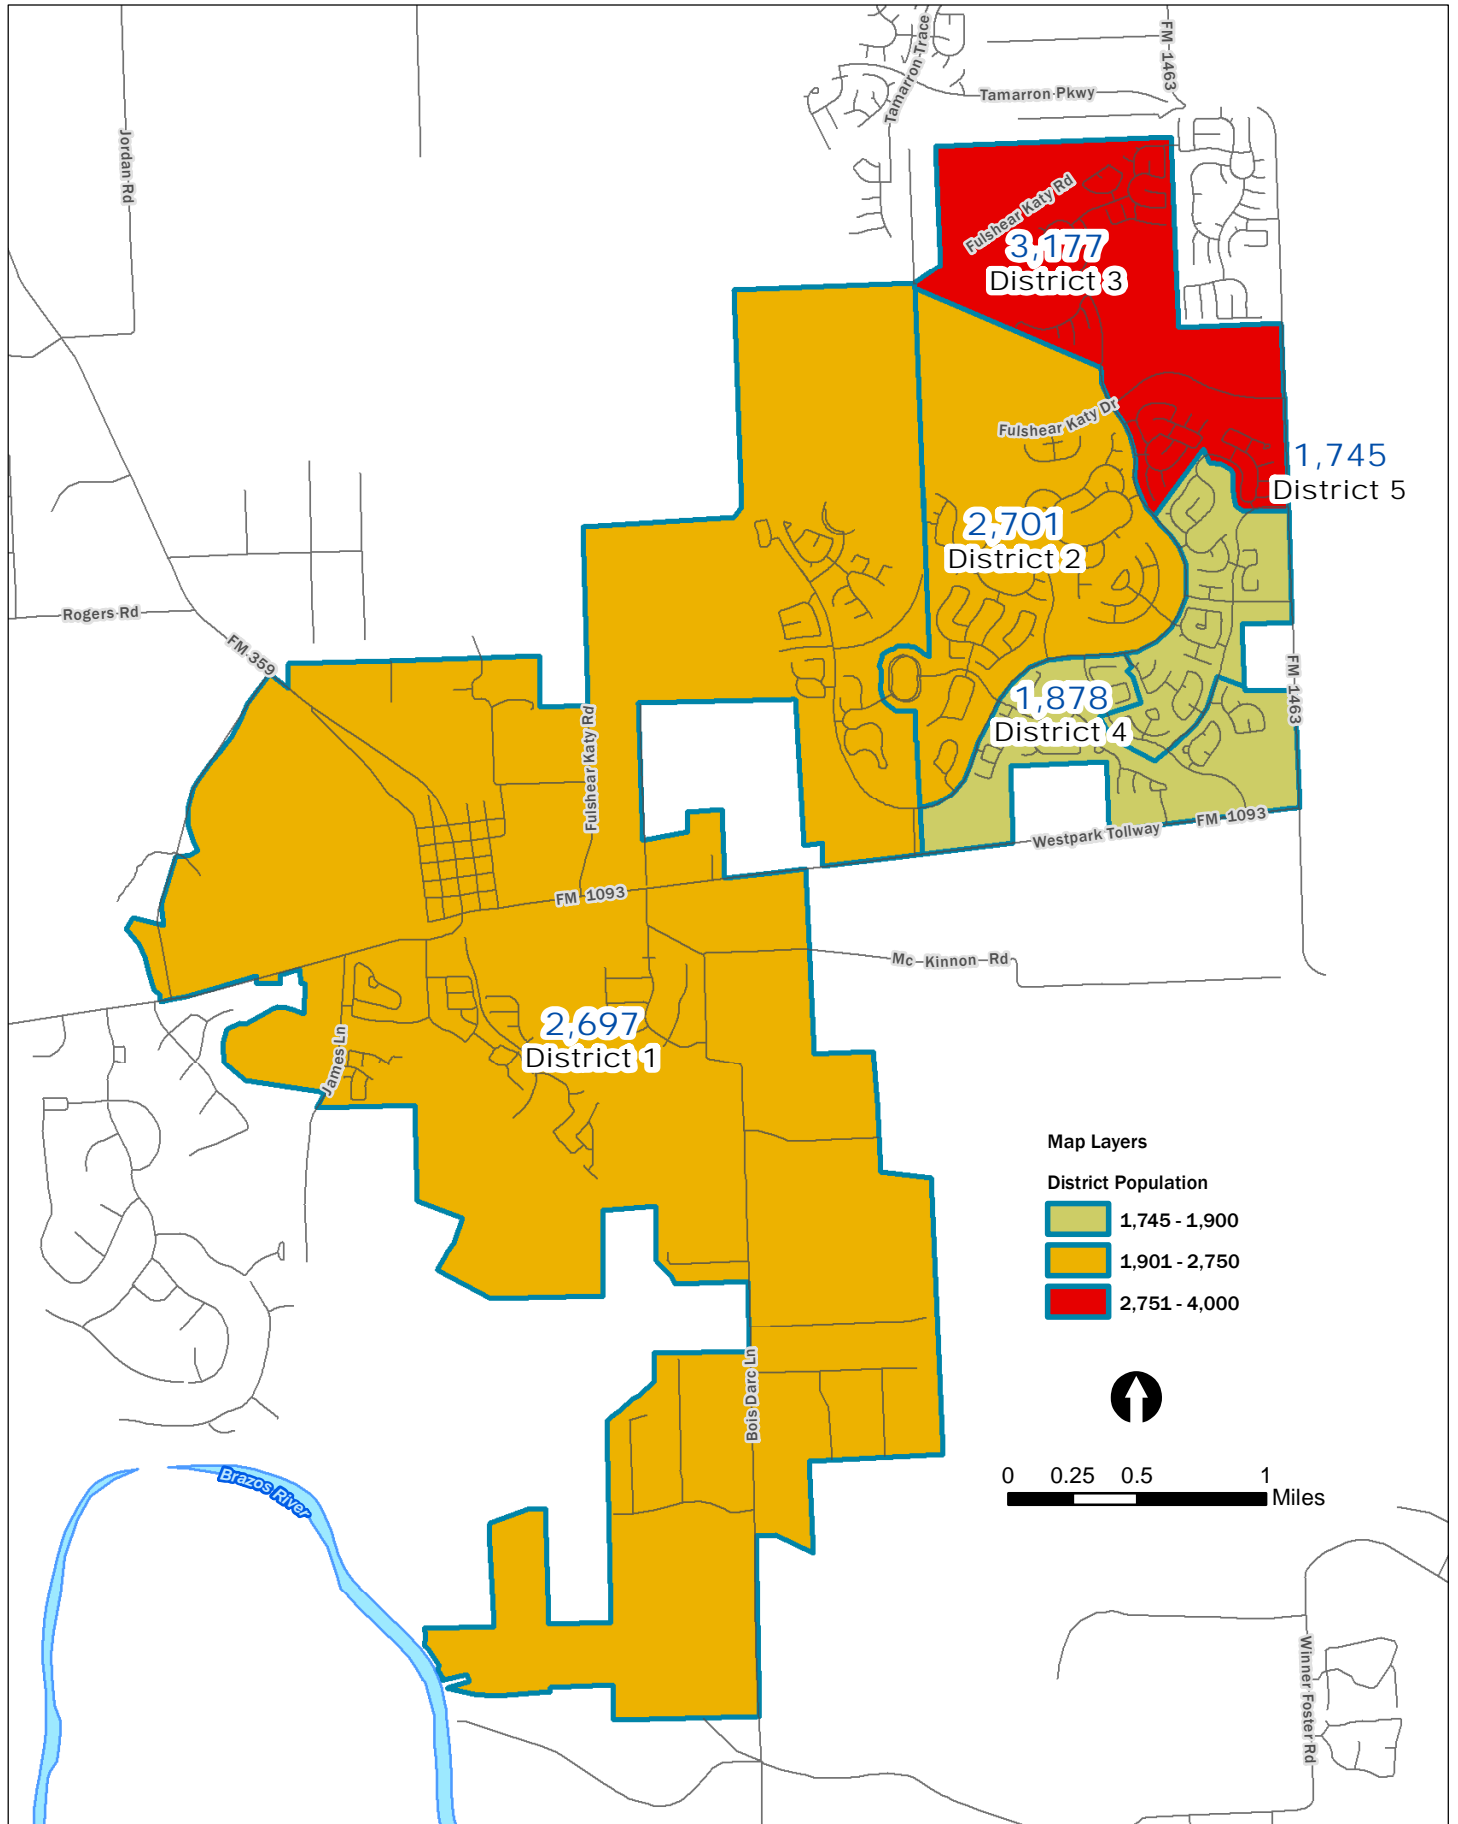 Tamarron Trace
FM 1463
Tamarron Pkwy
Jordan Rd
Fulshear Katy Rd
3,177
District 3
Fulshear Katy Dr
1,745
District 5
2,701
District 2
Rogers Rd
FM 359
FM 1463
1,878
District 4
Fulshear Katy Rd
Westpark Tollway
FM 1093
FM 1093
Mc-Kinnon Rd
2,697
District 1
James Ln
Map Layers
District Population
1,745 - 1,900
1,901 - 2,750
2,751 - 4,000
Bois Darc Ln
0 0.25 0.5 1
Miles
Brazos River
Winner Foster Rd